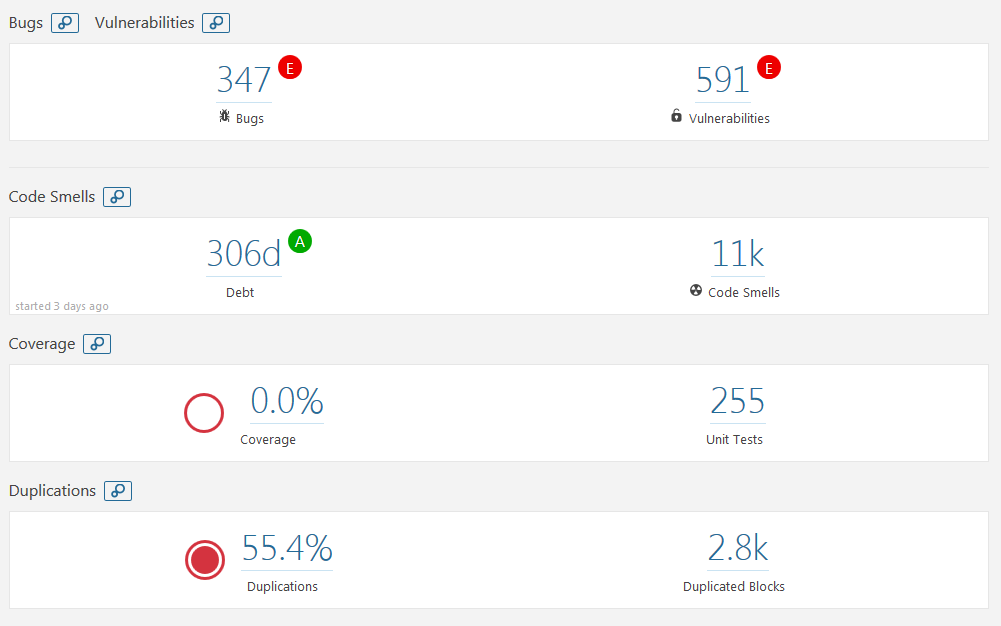 Bugs Vulnerabilities
347 E 591 E
Bugs Vulnerabilities
Code Smells
306d A 11k
Debt Code Smells
started 3 days ago
Coverage
0.0% 255
Coverage Unit Tests
Duplications
55.4% 2.8k
Duplications Duplicated Blocks